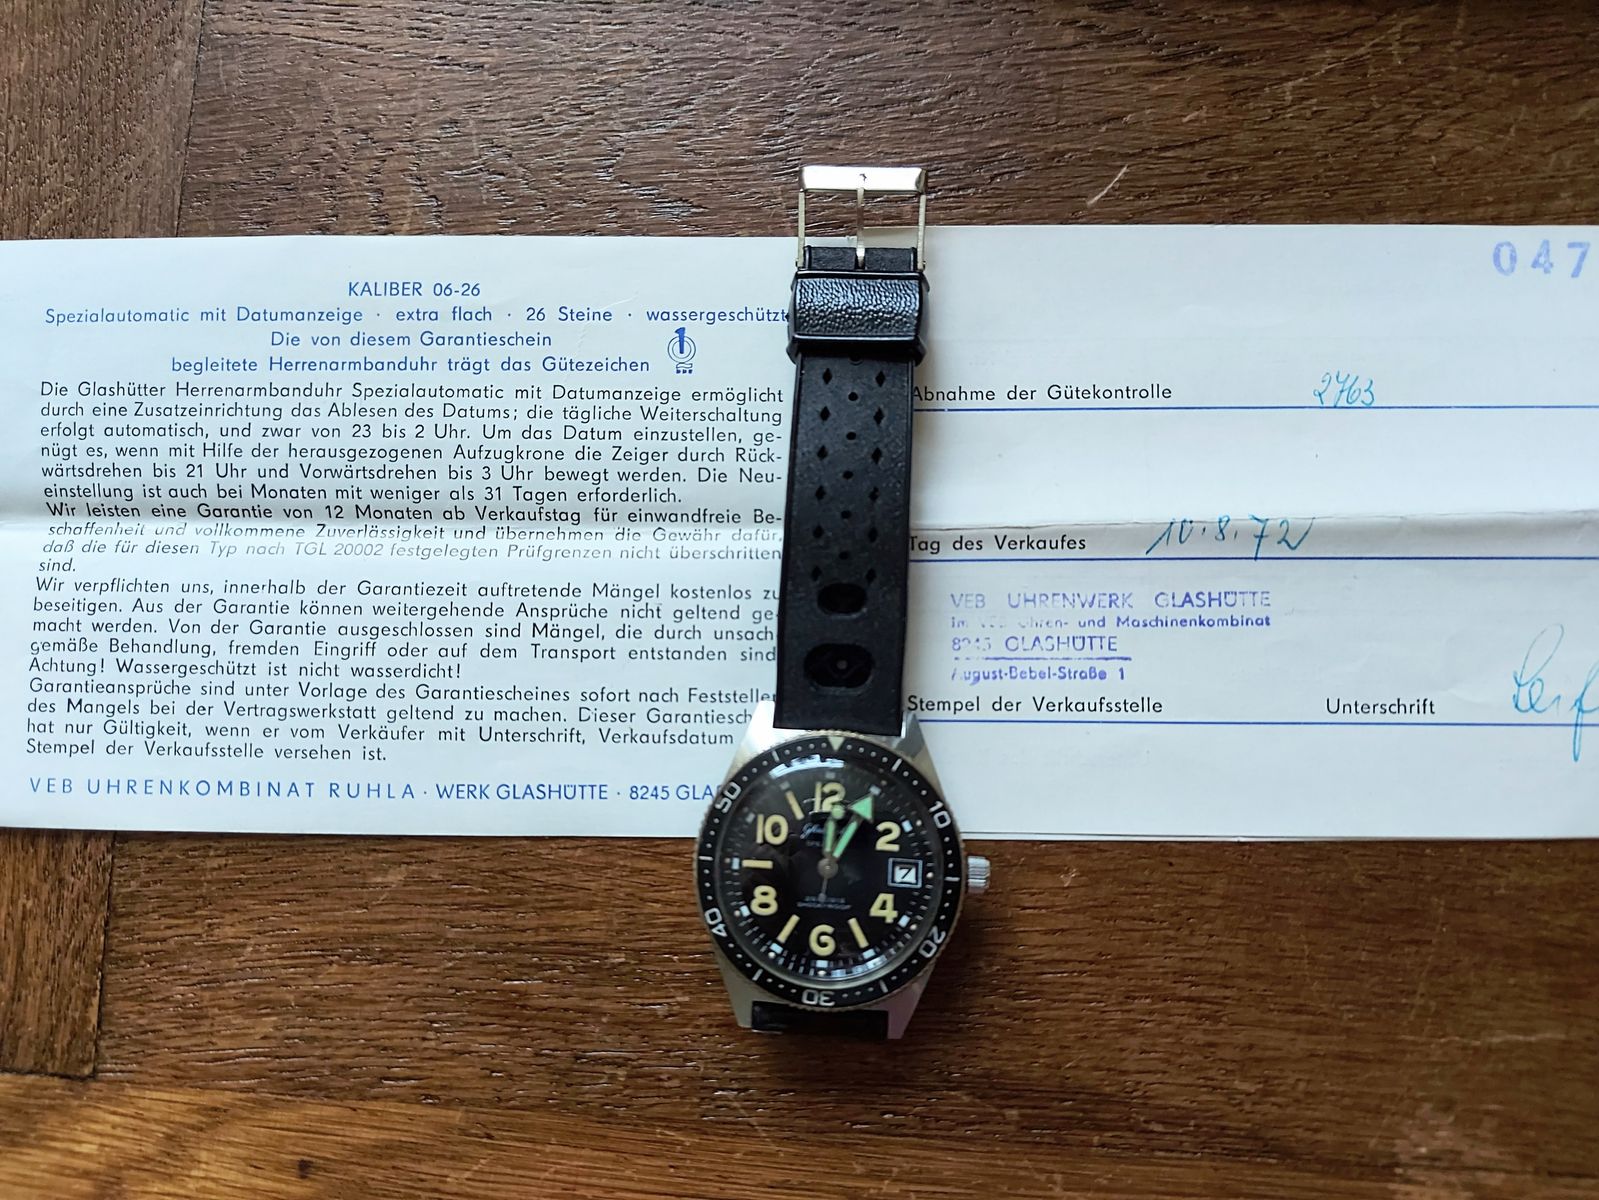 KALIBER 06-26
Spezialautomatic mit Datumanzeige · extra flach · 26 Steine · wassergeschützt
Die von diesem Garantieschein
begleitete Herrenarmbanduhr trägt das Gütezeichen
Die Glashütter Herrenarmbanduhr Spezialautomatic mit Datumanzeige ermöglicht
durch eine Zusatzeinrichtung das Ablesen des Datums; die tägliche Weiterschaltung
erfolgt automatisch, und zwar von 23 bis 2 Uhr. Um das Datum einzustellen, ge-
nügt es, wenn mit Hilfe der herausgezogenen Aufzugkrone die Zeiger durch Rück-
wärtsdrehen bis 21 Uhr und Vorwärtsdrehen bis 3 Uhr bewegt werden. Die Neu-
einstellung ist auch bei Monaten mit weniger als 31 Tagen erforderlich.
Wir leisten eine Garantie von 12 Monaten ab Verkaufstag für einwandfreie Be-
schaffenheit und vollkommene Zuverlässigkeit und übernehmen die Gewähr dafür,
daß die für diesen Typ nach TGL 20002 festgelegten Prüfgrenzen nicht überschritten
sind.
Wir verpflichten uns, innerhalb der Garantiezeit auftretende Mängel kostenlos zu
beseitigen. Aus der Garantie können weitergehende Ansprüche nicht geltend ge-
macht werden. Von der Garantie ausgeschlossen sind Mängel, die durch unsach
gemäße Behandlung, fremden Eingriff oder auf dem Transport entstanden sind
Achtung! Wassergeschützt ist nicht wasserdicht!
Garantieansprüche sind unter Vorlage des Garantiescheines sofort nach Festeller
des Mangels bei der Vertragswerkstatt geltend zu machen. Dieser Garantiesch
hat nur Gültigkeit, wenn er vom Verkäufer mit Unterschrift, Verkaufsdatum
Stempel der Verkaufsstelle versehen ist.
VEB UHRENKOMBINAT RUHLA · WERK GLASHÜTTE · 8245 GLA
047
Abnahme der Gütekontrolle 2763
Tag des Verkaufes 10.8.72
VEB UHRENWERK GLASHÜTTE
im VEB Uhren- und Maschinenkombinat
8245 GLASHÜTTE
August-Bebel-Straße 1
Stempel der Verkaufsstelle Unterschrift
50 10 20 30 40
12 2 4 6 8 10
7